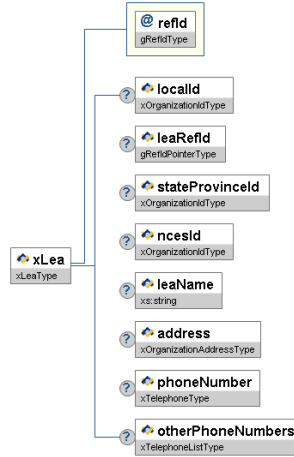 @ refId
gRefIdType
? localId
xOrganizationIdType
? leaRefId
gRefIdPointerType
? stateProvinceId
xOrganizationIdType
? ncesId
xOrganizationIdType
xLea
xLeaType
? leaName
xs:string
? address
xOrganizationAddressType
? phoneNumber
xTelephoneType
? otherPhoneNumbers
xTelephoneListType